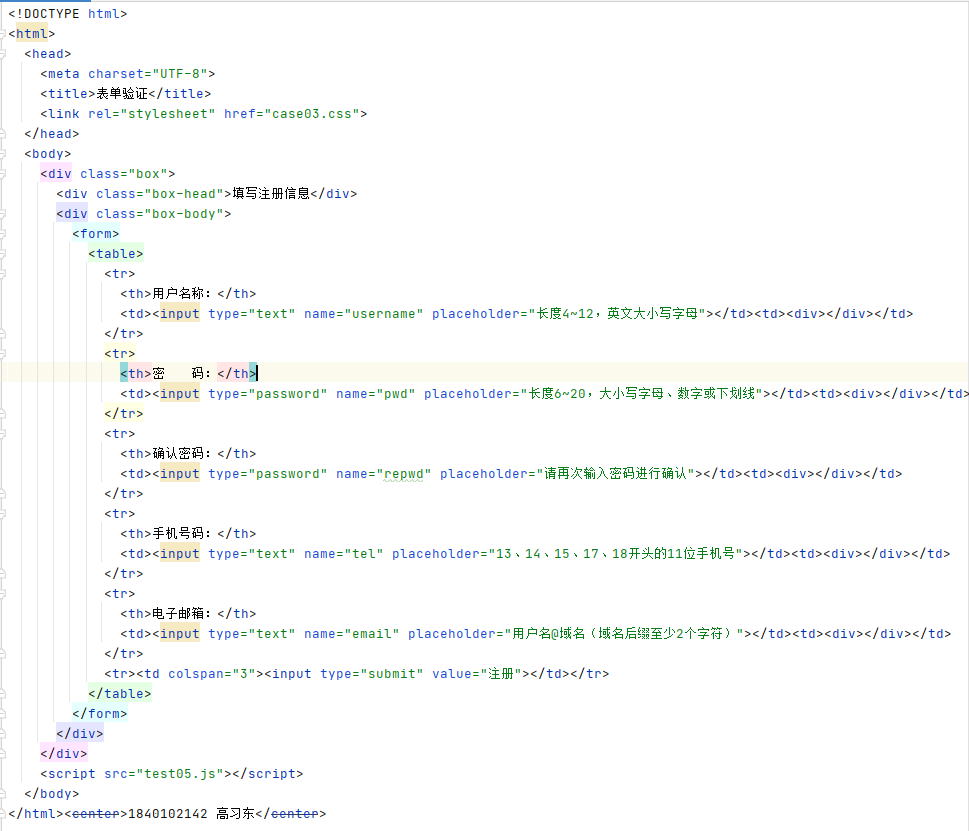 <!DOCTYPE html>
<html>
<head>
<meta charset="UTF-8">
<title>表单验证</title>
<link rel="stylesheet" href="case03.css">
</head>
<body>
<div class="box">
<div class="box-head">填写注册信息</div>
<div class="box-body">
<form>
<table>
<tr>
<th>用户名称：</th>
<td><input type="text" name="username" placeholder="长度4~12，英文大小写字母"></td><td><div></div></td>
</tr>
<tr>
<th>密　　码：</th>
<td><input type="password" name="pwd" placeholder="长度6~20，大小写字母、数字或下划线"></td><td><div></div></td>
</tr>
<tr>
<th>确认密码：</th>
<td><input type="password" name="repwd" placeholder="请再次输入密码进行确认"></td><td><div></div></td>
</tr>
<tr>
<th>手机号码：</th>
<td><input type="text" name="tel" placeholder="13、14、15、17、18开头的11位手机号"></td><td><div></div></td>
</tr>
<tr>
<th>电子邮箱：</th>
<td><input type="text" name="email" placeholder="用户名@域名（域名后缀至少2个字符）"></td><td><div></div></td>
</tr>
<tr><td colspan="3"><input type="submit" value="注册"></td></tr>
</table>
</form>
</div>
</div>
<script src="test05.js"></script>
</body>
</html><center>1840102142 高习东</center>